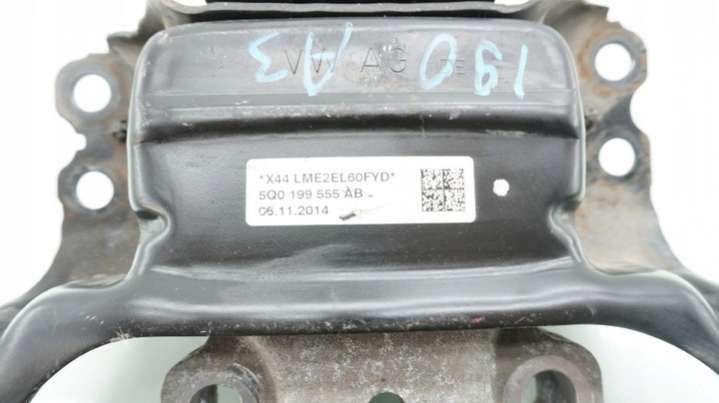 VW AG
190 A3
*X44 LME2EL60FYD*
5Q0 199 555 AB
06.11.2014